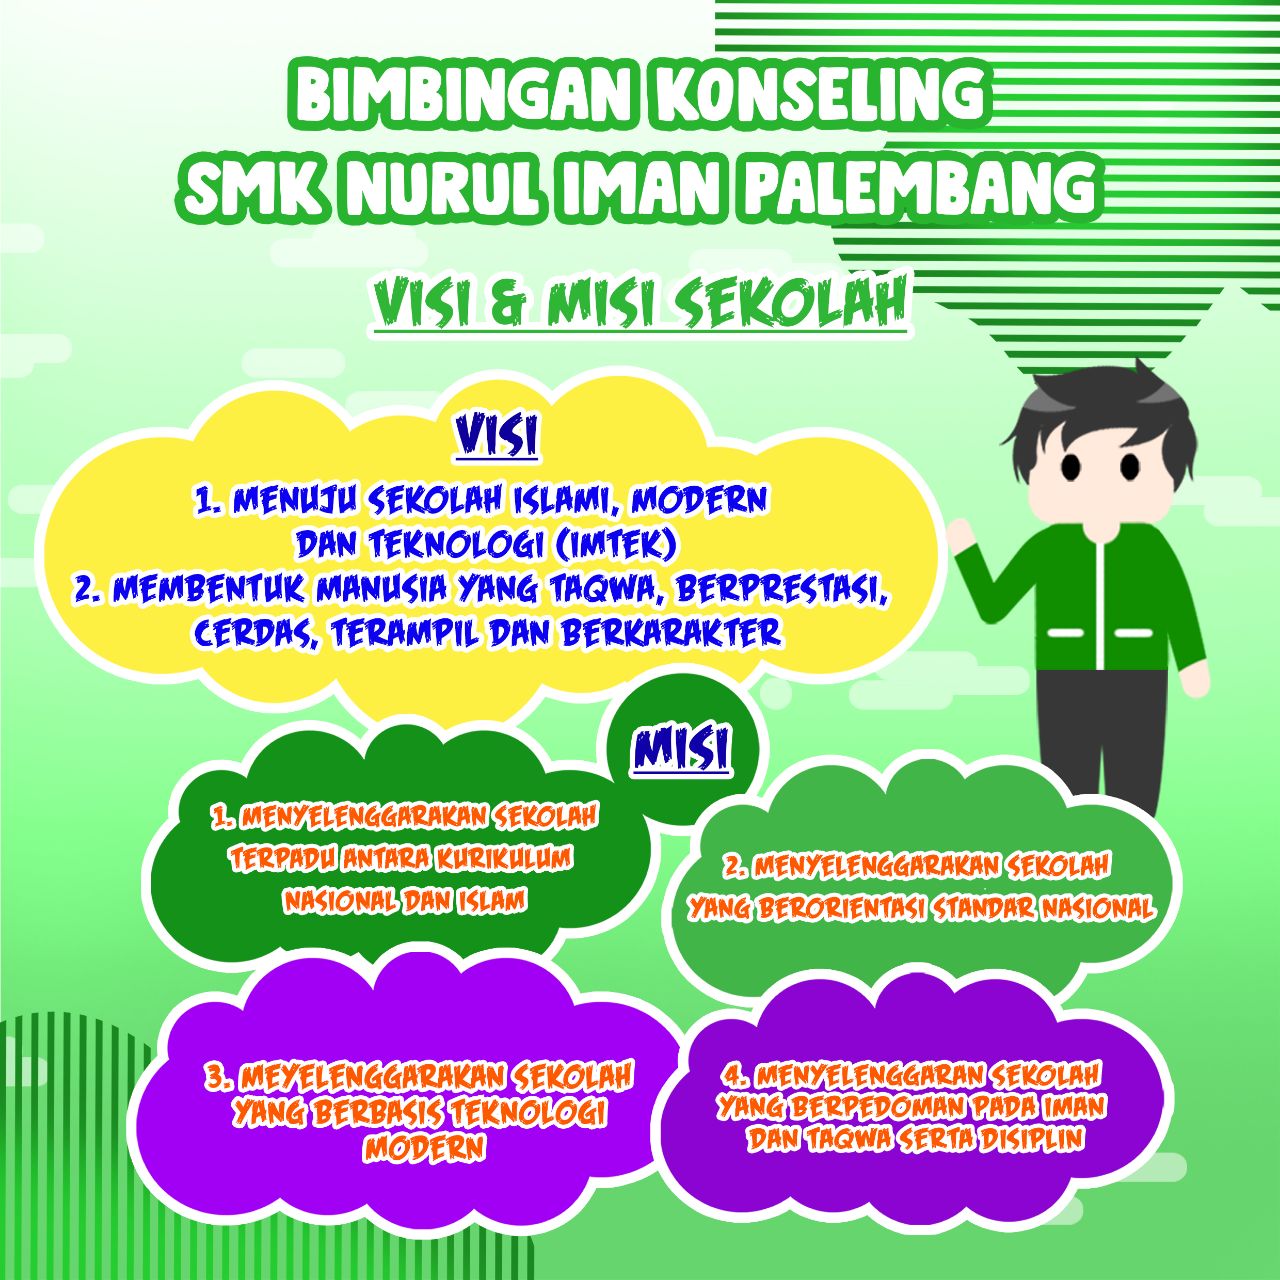 BIMBINGAN KONSELING
SMK NURUL IMAN PALEMBANG
VISI & MISI SEKOLAH
VISI
1. MENUJU SEKOLAH ISLAMI, MODERN
DAN TEKNOLOGI (IMTEK)
2. MEMBENTUK MANUSIA YANG TAQWA, BERPRESTASI,
CERDAS, TERAMPIL DAN BERKARAKTER
MISI
1. MENYELENGGARAKAN SEKOLAH
TERPADU ANTARA KURIKULUM
NASIONAL DAN ISLAM
2. MENYELENGGARAKAN SEKOLAH
YANG BERORIENTASI STANDAR NASIONAL
3. MEYELENGGARAKAN SEKOLAH
YANG BERBASIS TEKNOLOGI
MODERN
4. MENYELENGGARAN SEKOLAH
YANG BERPEDOMAN PADA IMAN
DAN TAQWA SERTA DISIPLIN